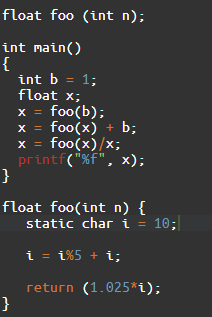 float foo (int n);

int main()
{
  int b = 1;
  float x;
  x = foo(b);
  x = foo(x) + b;
  x = foo(x)/x;
  printf("%f", x);
}

float foo(int n) {
   static char i = 10;

   i = i%5 + i;

   return (1.025*i);
}